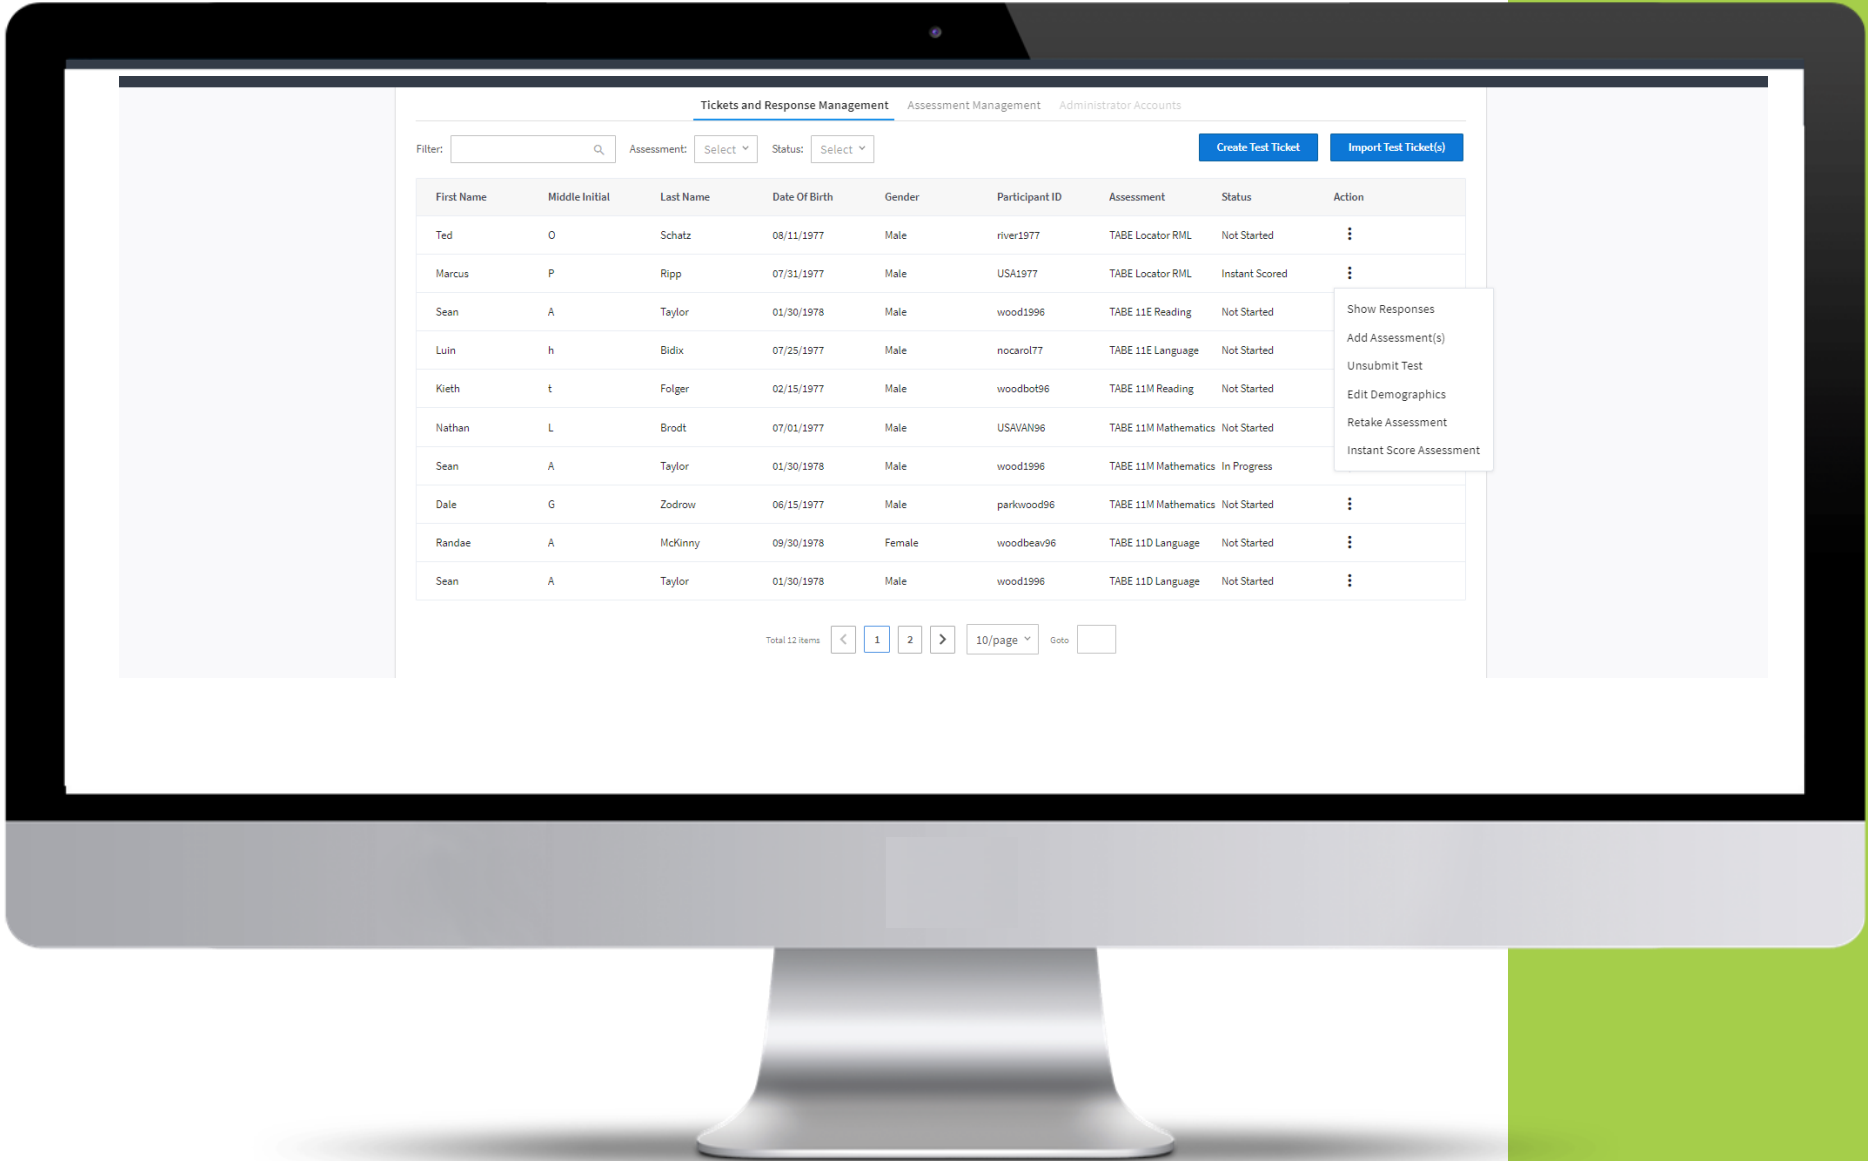 Tickets and Response Management Assessment Management Administrator Accounts
Filter: Assessment: Select Status: Select Create Test Ticket Import Test Ticket(s)
First Name Middle Initial Last Name Date Of Birth Gender Participant ID Assessment Status Action
Ted O Schatz 08/11/1977 Male river1977 TABE Locator RML Not Started
Marcus P Ripp 07/31/1977 Male USA1977 TABE Locator RML Instant Scored
Sean A Taylor 01/30/1978 Male wood1996 TABE 11E Reading Not Started
Luin h Bidix 07/25/1977 Male nocarol77 TABE 11E Language Not Started
Kieth t Folger 02/15/1977 Male woodbot96 TABE 11M Reading Not Started
Nathan L Brodt 07/01/1977 Male USAVAN96 TABE 11M Mathematics Not Started
Sean A Taylor 01/30/1978 Male wood1996 TABE 11M Mathematics In Progress
Dale G Zodrow 06/15/1977 Male parkwood96 TABE 11M Mathematics Not Started
Randae A McKinny 09/30/1978 Female woodbeav96 TABE 11D Language Not Started
Sean A Taylor 01/30/1978 Male wood1996 TABE 11D Language Not Started
Show Responses
Add Assessment(s)
Unsubmit Test
Edit Demographics
Retake Assessment
Instant Score Assessment
Total 12 items 1 2 10/page Goto